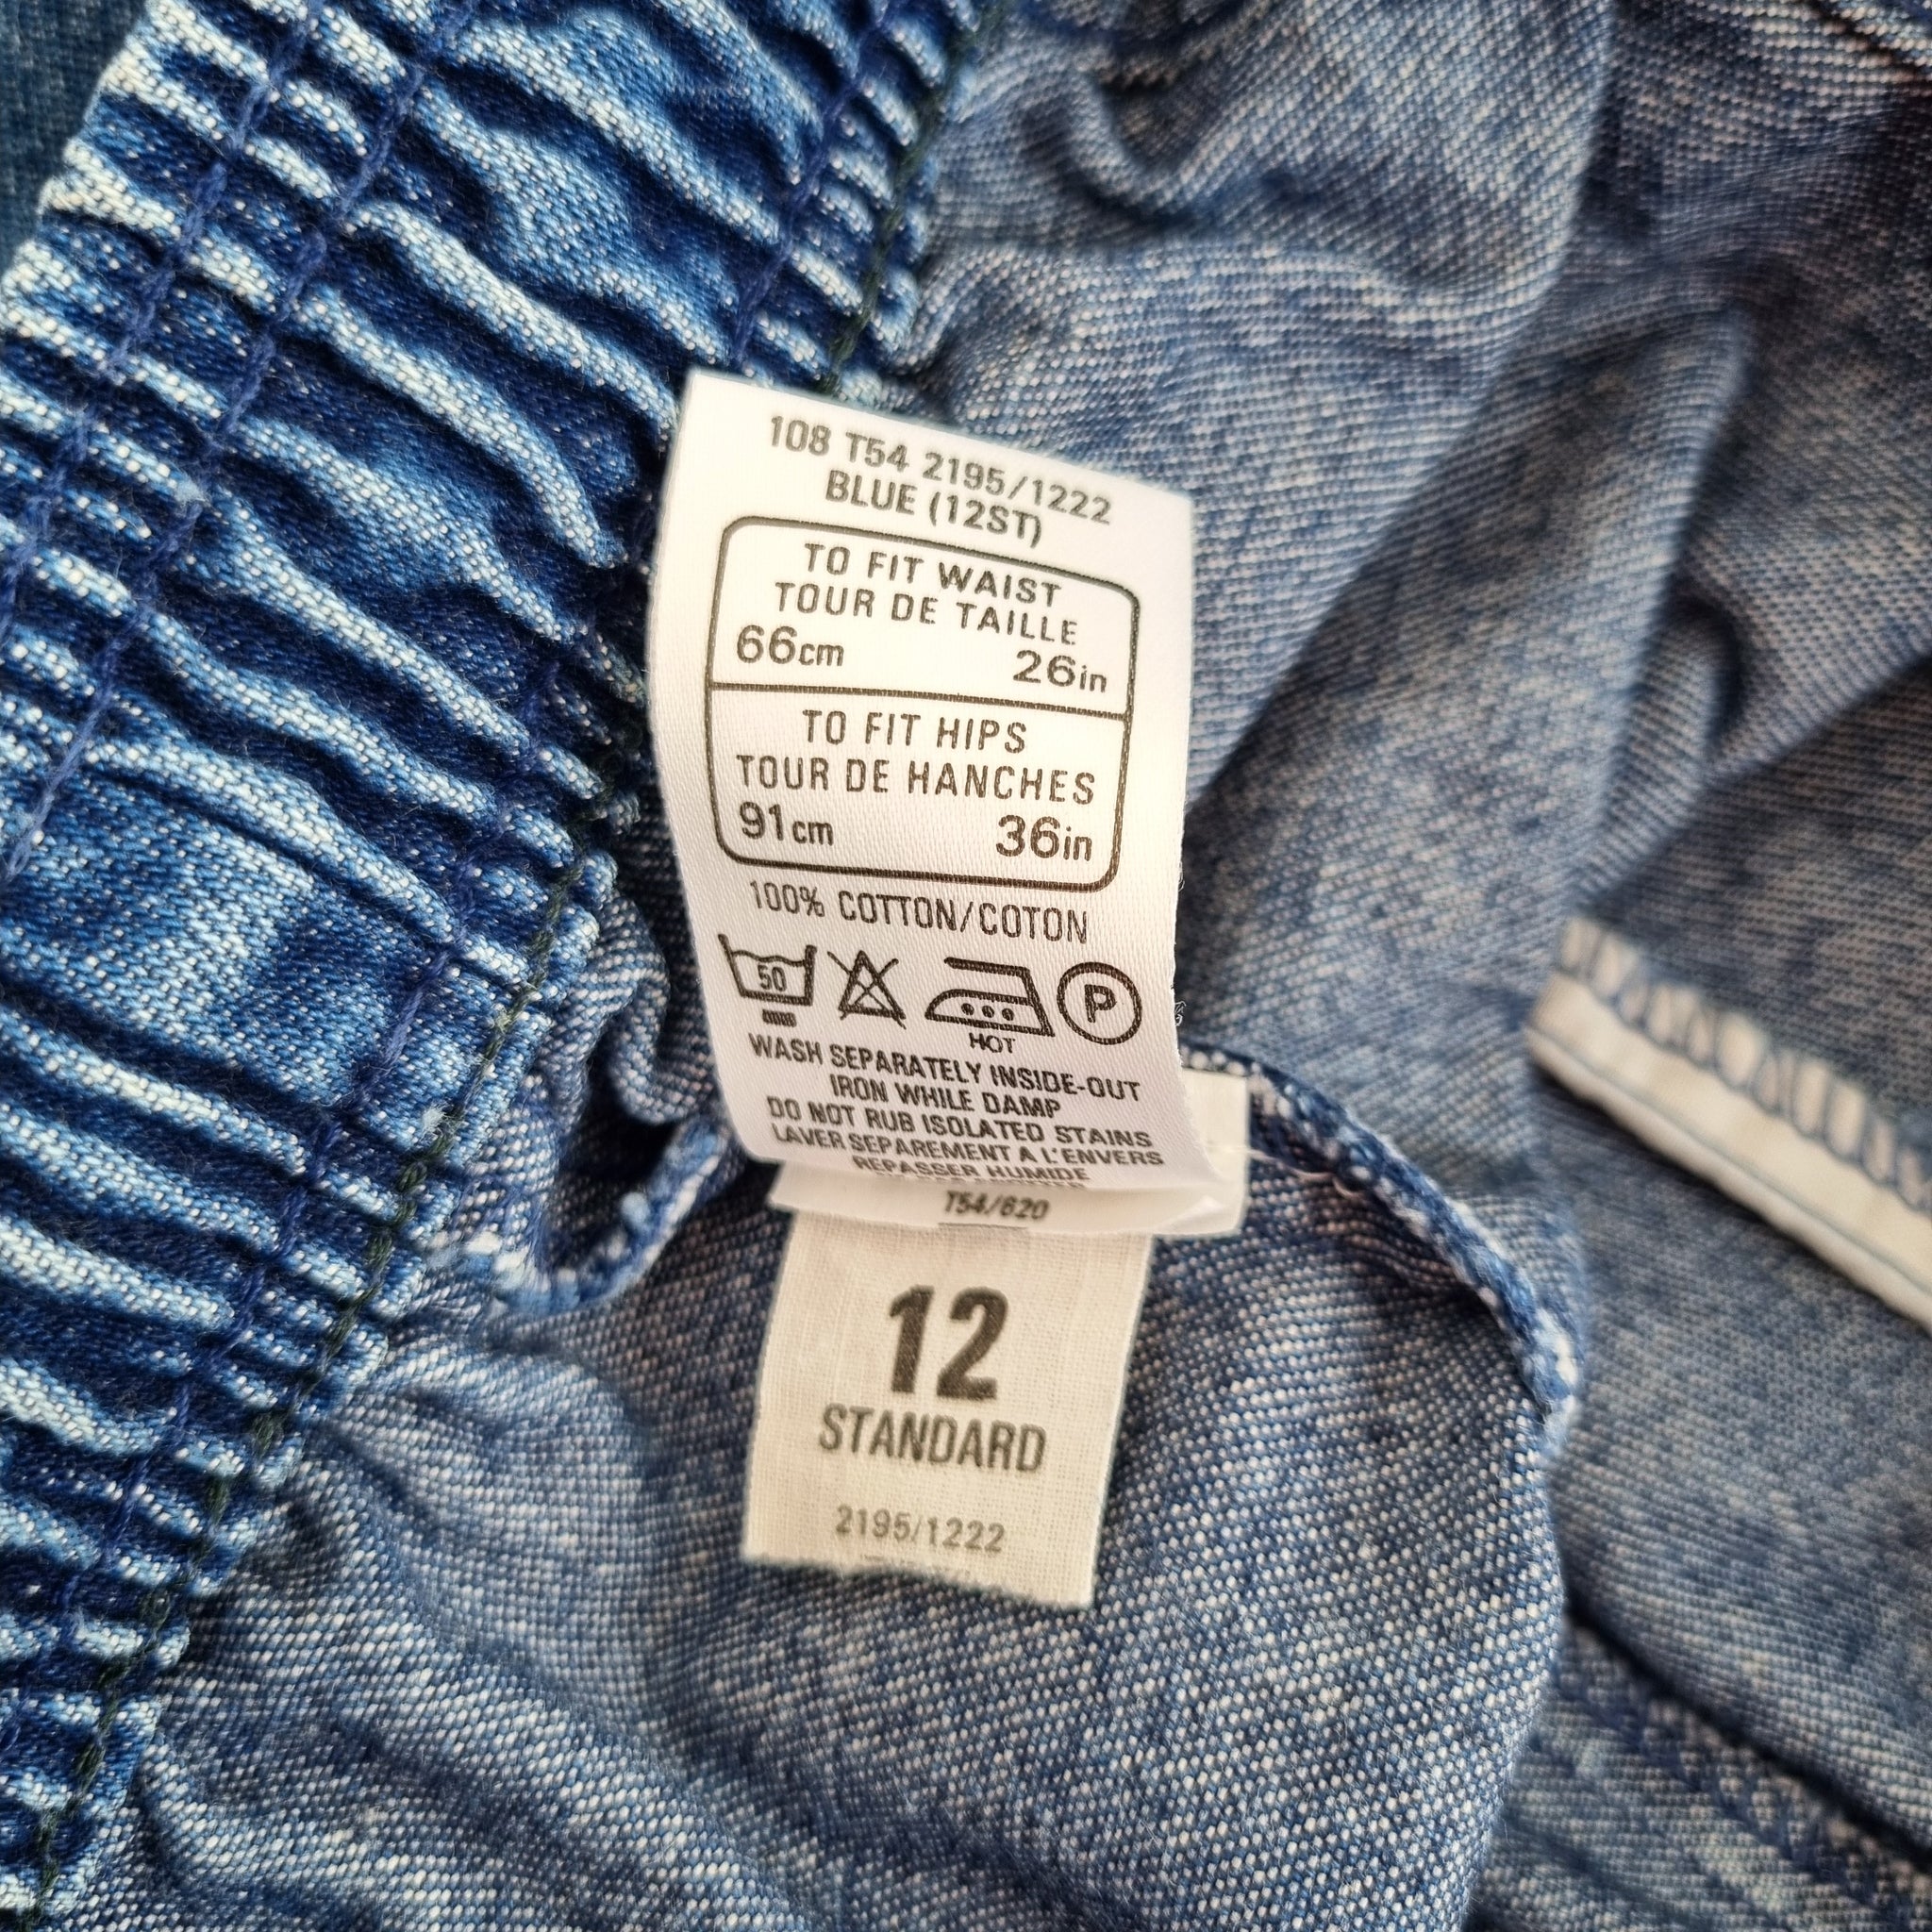 108 T54 2195/1222
BLUE (12ST)
TO FIT WAIST
TOUR DE TAILLE
66cm 26in
TO FIT HIPS
TOUR DE HANCHES
91cm 36in
100% COTTON/COTON
50 P
HOT
WASH SEPARATELY INSIDE-OUT
IRON WHILE DAMP
DO NOT RUB ISOLATED STAINS
LAVER SEPAREMENT A L'ENVERS
REPASSER HUMIDE
T54/620
12
STANDARD
2195/1222